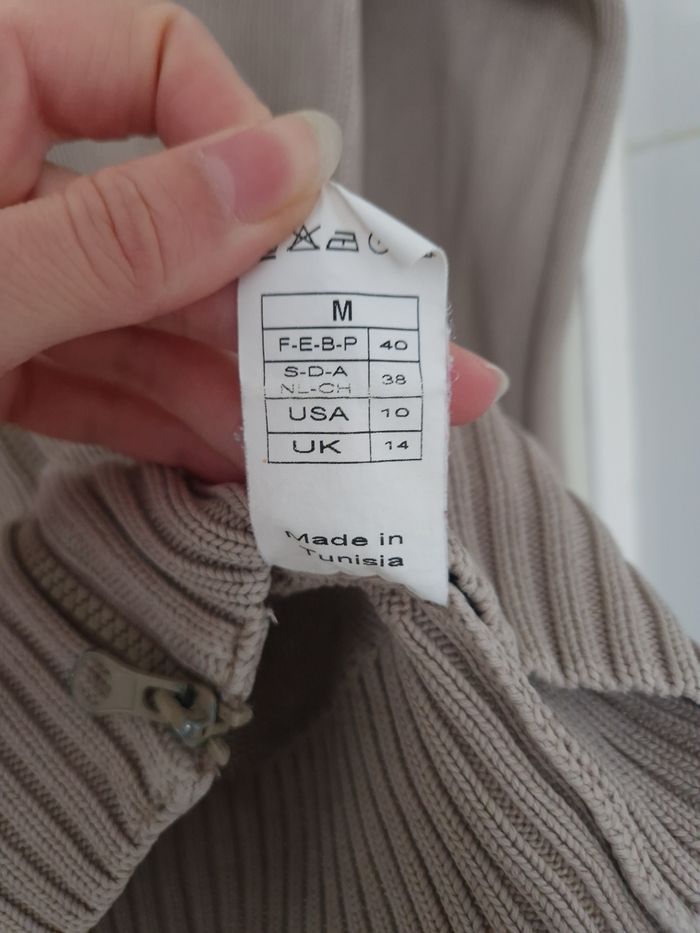 M
F-E-B-P 40
S-D-A
NL-CH 38
USA 10
UK 14
Made in
Tunisia